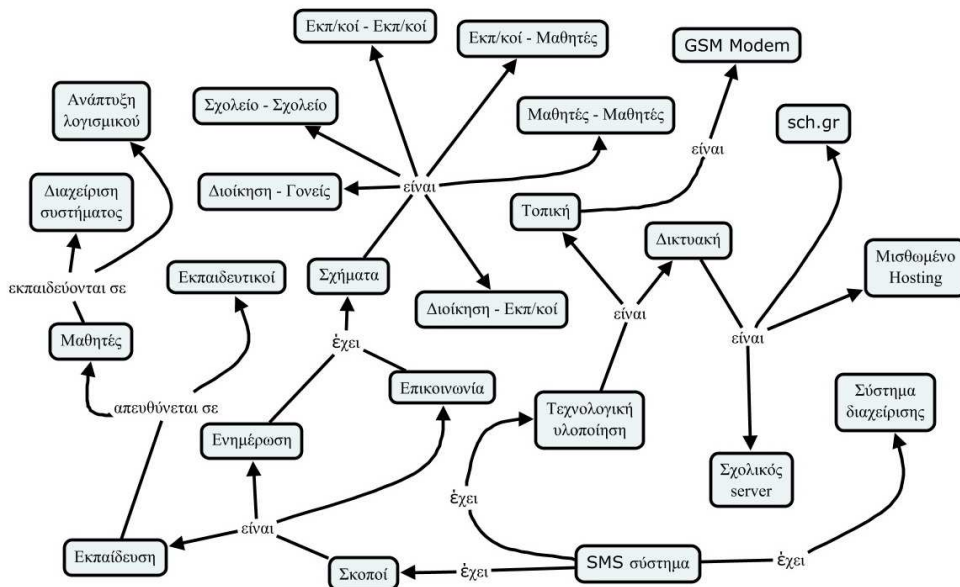 Εκπ/κοί - Εκπ/κοί
Εκπ/κοί - Μαθητές
GSM Modem
Ανάπτυξη
λογισμικού
Σχολείο - Σχολείο
Μαθητές - Μαθητές
sch.gr
είναι
Διαχείριση
συστήματος
Διοίκηση - Γονείς
είναι
Τοπική
Δικτυακή
Εκπαιδευτικοί
Σχήματα
Μισθωμένο
Hosting
εκπαιδεύονται σε
Διοίκηση - Εκπ/κοί
είναι
είναι
Μαθητές
έχει
Επικοινωνία
απευθύνεται σε
Τεχνολογική
υλοποίηση
Σύστημα
διαχείρισης
Ενημέρωση
Σχολικός
server
έχει
είναι
Εκπαίδευση
Σκοποί
έχει
SMS σύστημα
έχει